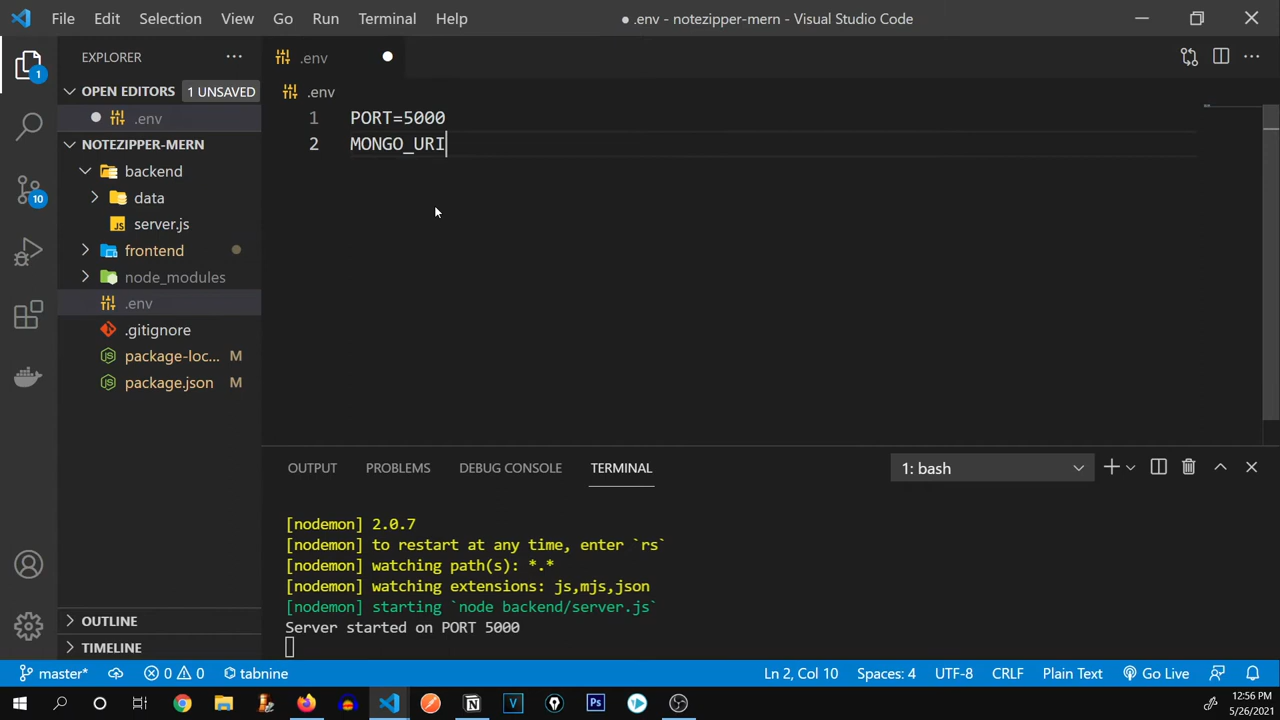 File Edit Selection View Go Run Terminal Help
● .env - notezipper-mern - Visual Studio Code
EXPLORER
.env
OPEN EDITORS 1 UNSAVED
.env
NOTEZIPPER-MERN
backend
data
server.js
frontend
node_modules
.env
.gitignore
package-loc... M
package.json M
OUTLINE
TIMELINE
1
10
.env
1 PORT=5000
2 MONGO_URI
OUTPUT PROBLEMS DEBUG CONSOLE TERMINAL 1: bash
[nodemon] 2.0.7
[nodemon] to restart at any time, enter `rs`
[nodemon] watching path(s): *.*
[nodemon] watching extensions: js,mjs,json
[nodemon] starting `node backend/server.js`
Server started on PORT 5000
master* 0 0 tabnine Ln 2, Col 10 Spaces: 4 UTF-8 CRLF Plain Text Go Live
12:56 PM
5/26/2021